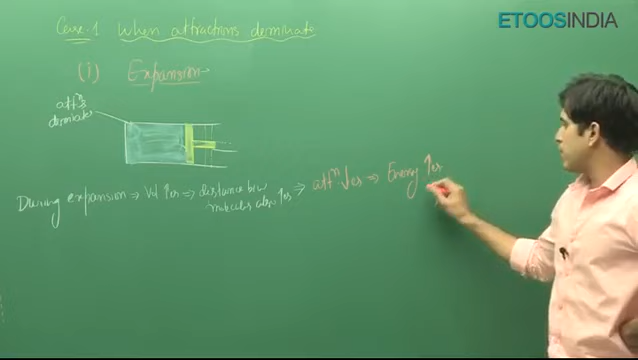 ETOOSINDIA
Case-1 When attractions dominate
(i) Expansion
attⁿs
dominates
During expansion ⇒ Vol ↑es ⇒ distance b/w molecules also ↑es ⇒ attⁿ ↓es ⇒ Energy ↑es